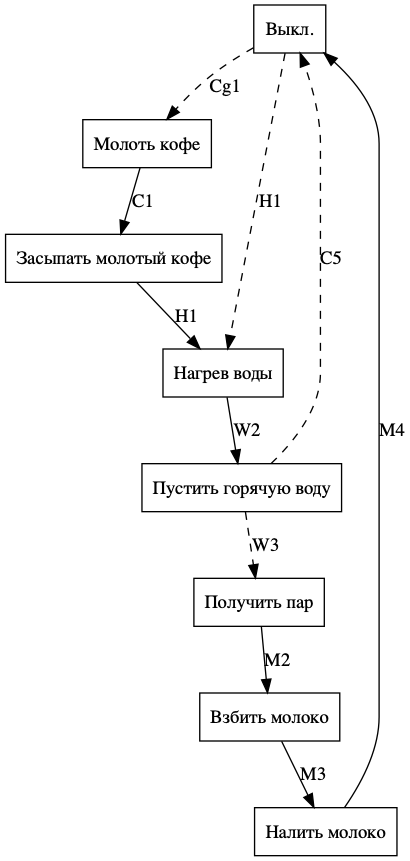 Выкл.
Cg1
Молоть кофе
C1
H1
Засыпать молотый кофе
C5
H1
Нагрев воды
W2
M4
Пустить горячую воду
W3
Получить пар
M2
Взбить молоко
M3
Налить молоко